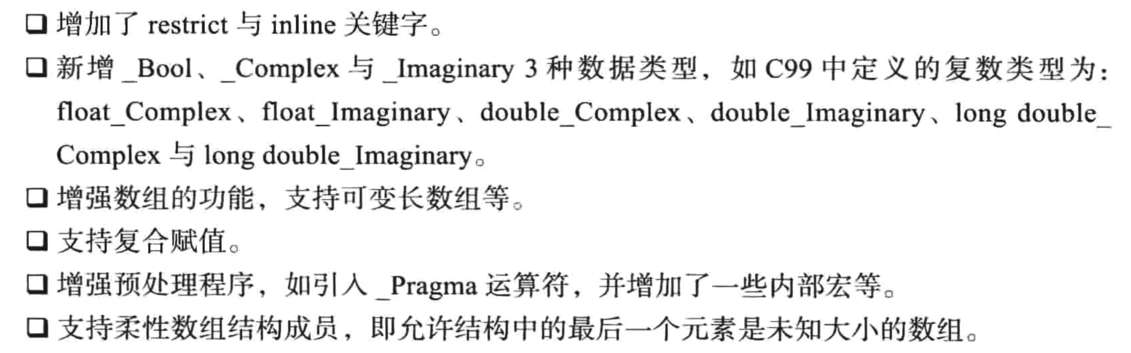 ❑ 增加了 restrict 与 inline 关键字。
❑ 新增 _Bool、_Complex 与 _Imaginary 3 种数据类型，如 C99 中定义的复数类型为：
float_Complex、float_Imaginary、double_Complex、double_Imaginary、long double_
Complex 与 long double_Imaginary。
❑ 增强数组的功能，支持可变长数组等。
❑ 支持复合赋值。
❑ 增强预处理程序，如引入 _Pragma 运算符，并增加了一些内部宏等。
❑ 支持柔性数组结构成员，即允许结构中的最后一个元素是未知大小的数组。